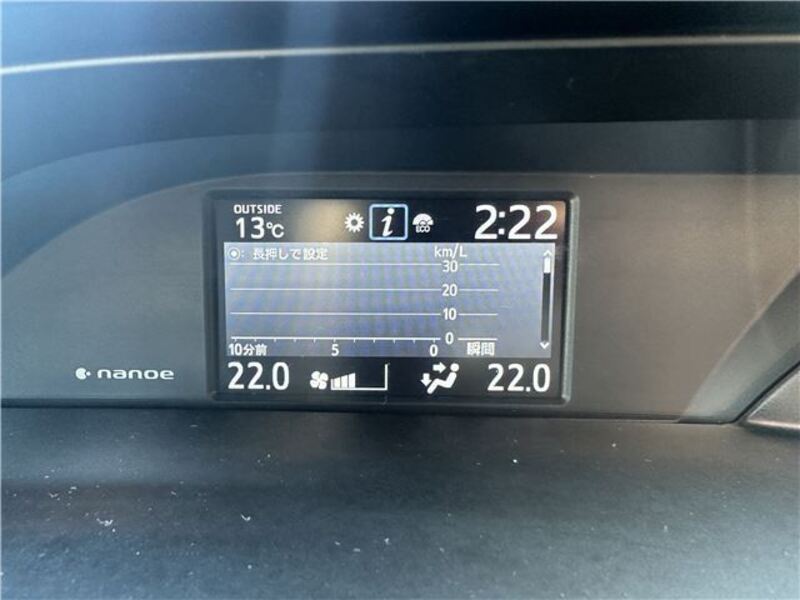 OUTSIDE
13℃
i
ECO
2:22
◉: 長押しで設定
km/L
30
20
10
0
10分前 5 0 瞬間
22.0
22.0
nanoe